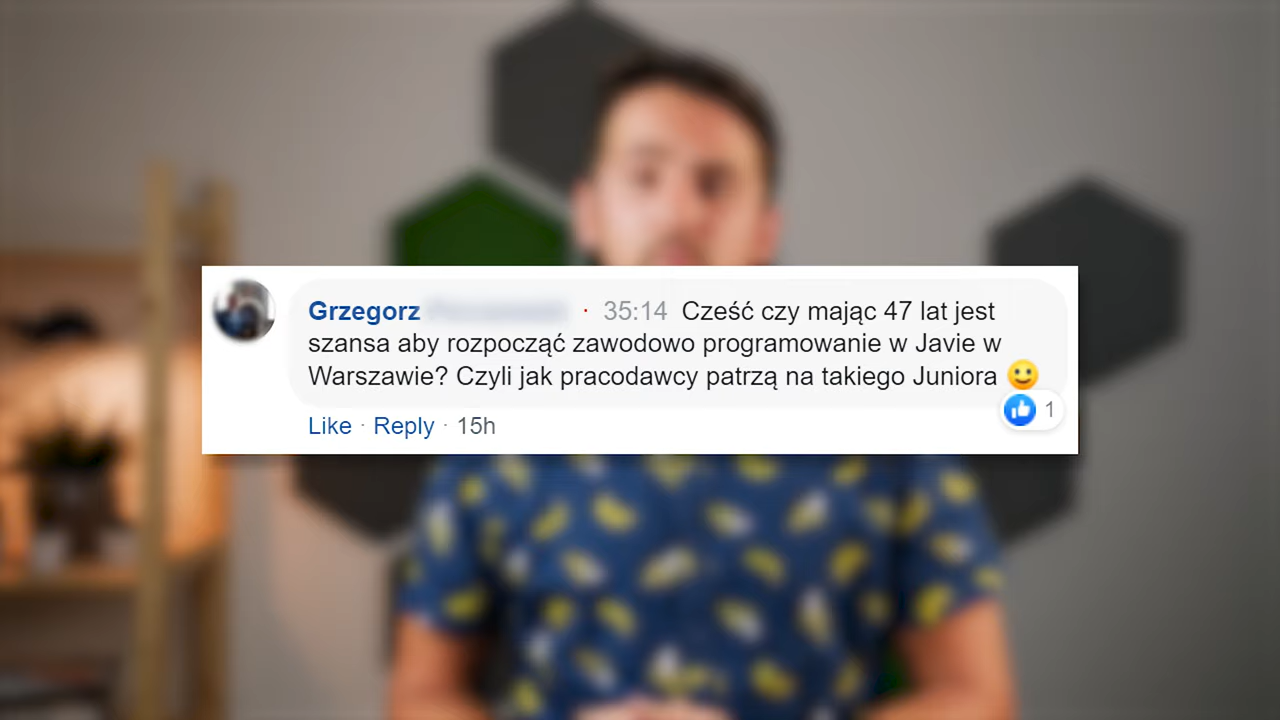 Grzegorz · 35:14 Cześć czy mając 47 lat jest
szansa aby rozpocząć zawodowo programowanie w Javie w
Warszawie? Czyli jak pracodawcy patrzą na takiego Juniora 🙂
1
Like · Reply · 15h